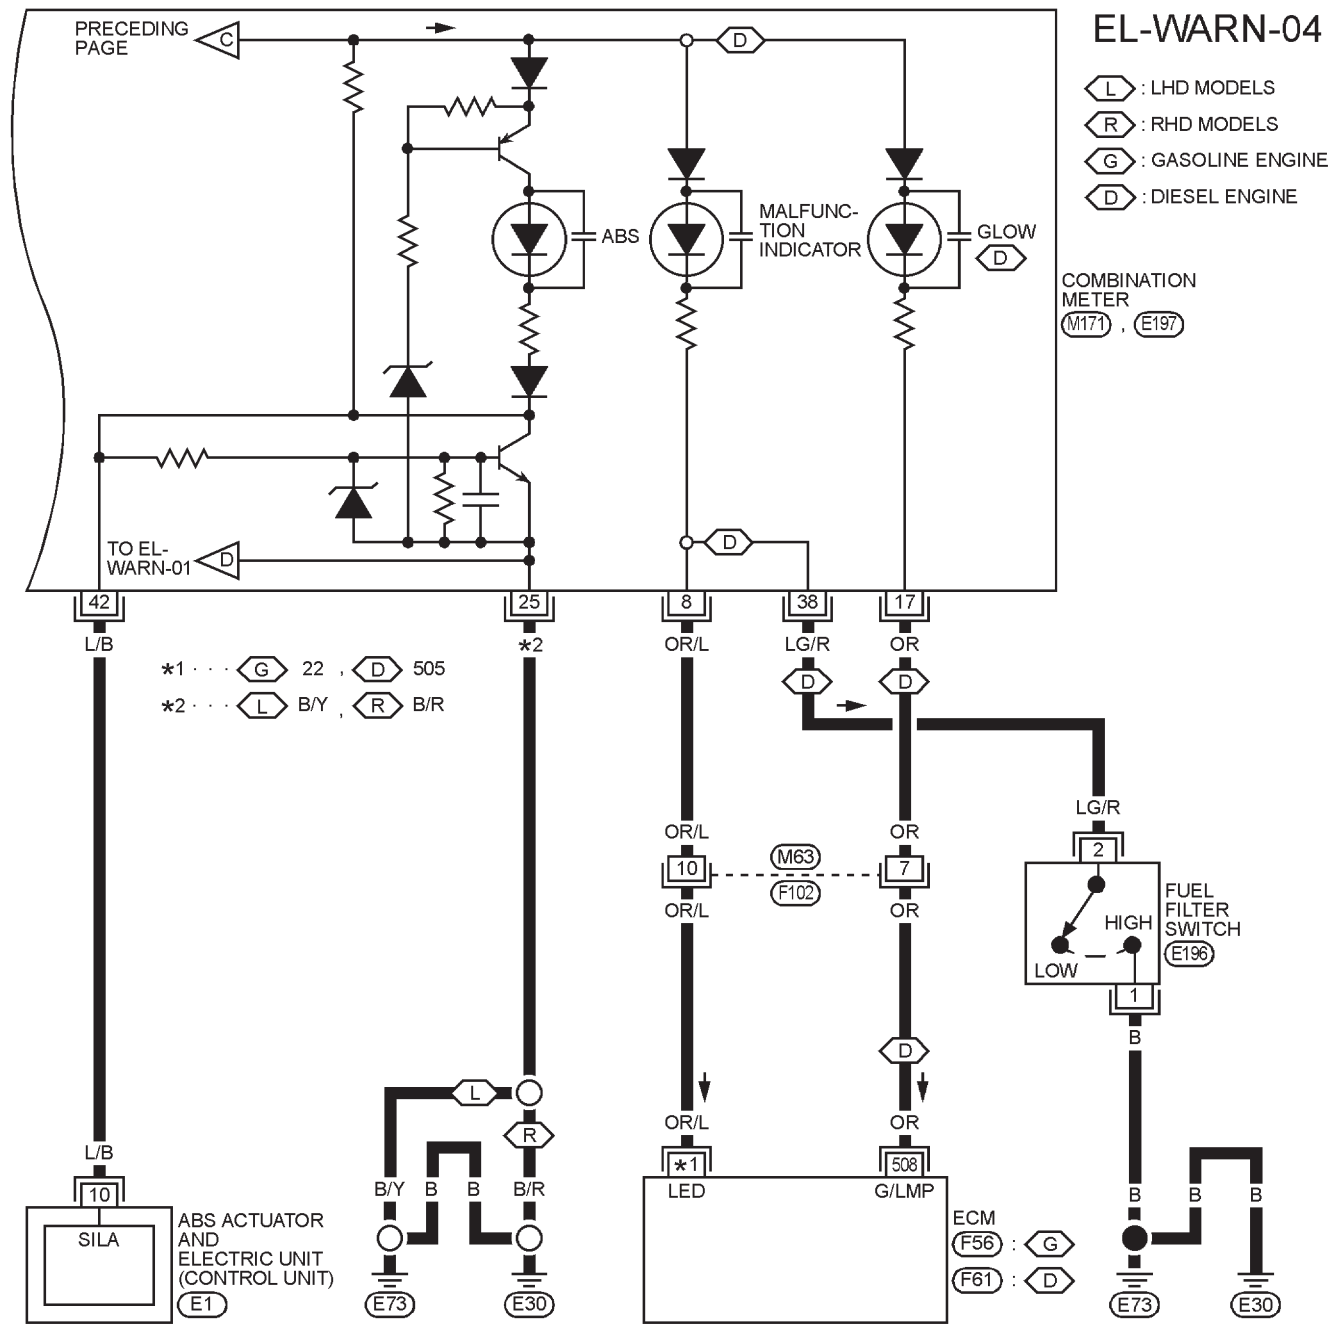 EL-WARN-04
PRECEDING
PAGE
C
D
L : LHD MODELS
R : RHD MODELS
G : GASOLINE ENGINE
D : DIESEL ENGINE
ABS
MALFUNC-
TION
INDICATOR
GLOW
D
COMBINATION
METER
M171 , E197
TO EL-
WARN-01
D
D
42
25
8
38
17
L/B
*2
OR/L
LG/R
OR
*1 · · · G 22 , D 505
*2 · · · L B/Y , R B/R
D
D
LG/R
2
OR/L
OR
10
M63
F102
7
OR/L
OR
FUEL
FILTER
SWITCH
E196
HIGH
LOW
1
B
D
L
R
OR/L
OR
L/B
B/Y
B
B
B/R
B
B
B
10
*1
508
LED
G/LMP
SILA
ABS ACTUATOR
AND
ELECTRIC UNIT
(CONTROL UNIT)
E1
E73
E30
ECM
F56 : G
F61 : D
E73
E30